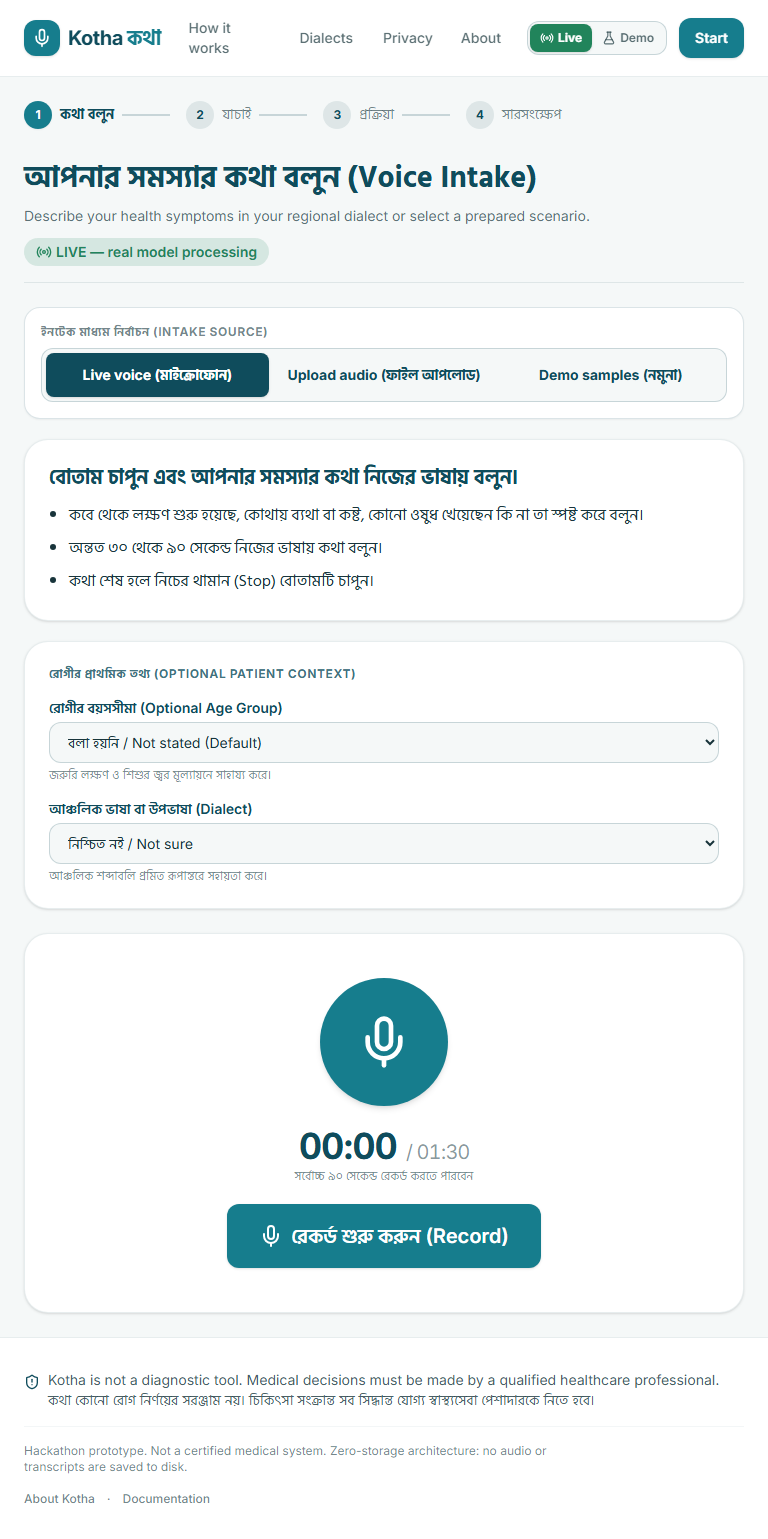 Kotha কথা
How it works
Dialects
Privacy
About
Live
Demo
Start
1 কথা বলুন
2 যাচাই
3 প্রক্রিয়া
4 সারসংক্ষেপ
আপনার সমস্যার কথা বলুন (Voice Intake)
Describe your health symptoms in your regional dialect or select a prepared scenario.
LIVE — real model processing
ইনটেক মাধ্যম নির্বাচন (INTAKE SOURCE)
Live voice (মাইক্রোফোন)
Upload audio (ফাইল আপলোড)
Demo samples (নমুনা)
বোতাম চাপুন এবং আপনার সমস্যার কথা নিজের ভাষায় বলুন।
কবে থেকে লক্ষণ শুরু হয়েছে, কোথায় ব্যথা বা কষ্ট, কোনো ওষুধ খেয়েছেন কি না তা স্পষ্ট করে বলুন।
অন্তত ৩০ থেকে ৯০ সেকেন্ড নিজের ভাষায় কথা বলুন।
কথা শেষ হলে নিচের থামান (Stop) বোতামটি চাপুন।
রোগীর প্রাথমিক তথ্য (OPTIONAL PATIENT CONTEXT)
রোগীর বয়সসীমা (Optional Age Group)
বলা হয়নি / Not stated (Default)
জরুরি লক্ষণ ও শিশুর জ্বর মূল্যায়নে সাহায্য করে।
আঞ্চলিক ভাষা বা উপভাষা (Dialect)
নিশ্চিত নই / Not sure
আঞ্চলিক শব্দাবলি প্রমিত রূপান্তরে সহায়তা করে।
00:00 / 01:30
সর্বোচ্চ ৯০ সেকেন্ড রেকর্ড করতে পারবেন
রেকর্ড শুরু করুন (Record)
Kotha is not a diagnostic tool. Medical decisions must be made by a qualified healthcare professional.
কথা কোনো রোগ নির্ণয়ের সরঞ্জাম নয়। চিকিৎসা সংক্রান্ত সব সিদ্ধান্ত যোগ্য স্বাস্থ্যসেবা পেশাদারকে নিতে হবে।
Hackathon prototype. Not a certified medical system. Zero-storage architecture: no audio or
transcripts are saved to disk.
About Kotha · Documentation